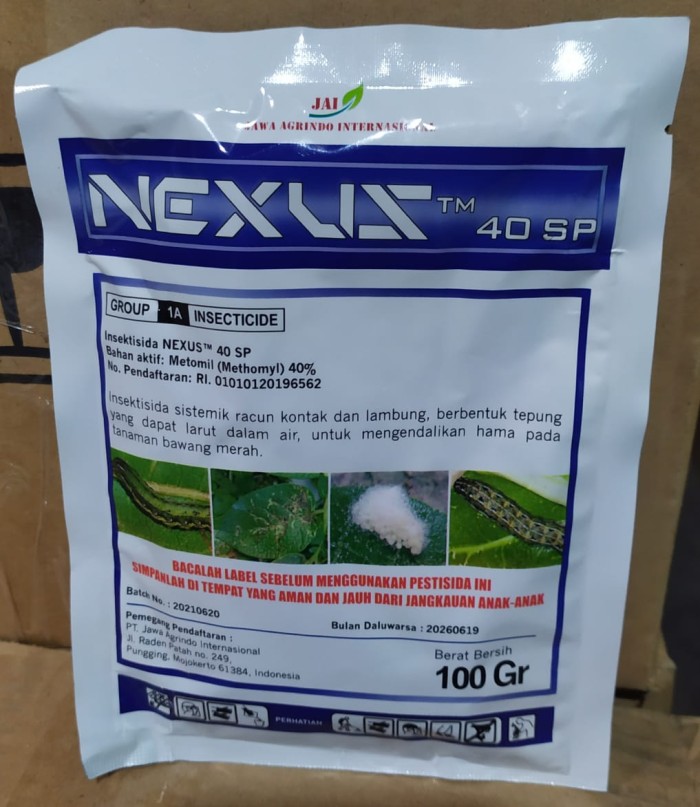 JAI
JAWA AGRINDO INTERNASIONAL
NEXUS™ 40 SP
GROUP 1A INSECTICIDE
Insektisida NEXUS™ 40 SP
Bahan aktif: Metomil (Methomyl) 40%
No. Pendaftaran: RI. 01010120196562
Insektisida sistemik racun kontak dan lambung, berbentuk tepung
yang dapat larut dalam air, untuk mengendalikan hama pada
tanaman bawang merah.
BACALAH LABEL SEBELUM MENGGUNAKAN PESTISIDA INI
SIMPANLAH DI TEMPAT YANG AMAN DAN JAUH DARI JANGKAUAN ANAK-ANAK
Batch No. : 20210620
Bulan Daluwarsa : 20260619
Pemegang Pendaftaran :
PT. Jawa Agrindo Internasional
Jl. Raden Patah no. 249,
Pungging, Mojokerto 61384, Indonesia
Berat Bersih
100 Gr
PERHATIAN